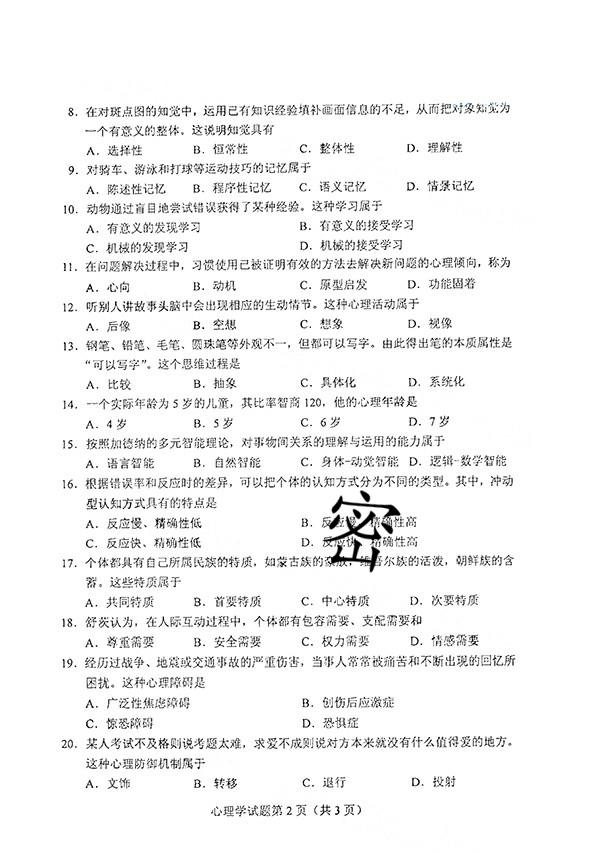 8．在对斑点图的知觉中，运用已有知识经验填补画面信息的不足，从而把对象知觉为
一个有意义的整体。这说明知觉具有
A．选择性 B．恒常性 C．整体性 D．理解性
9．对骑车、游泳和打球等运动技巧的记忆属于
A．陈述性记忆 B．程序性记忆 C．语义记忆 D．情景记忆
10．动物通过盲目地尝试错误获得了某种经验。这种学习属于
A．有意义的发现学习 B．有意义的接受学习
C．机械的发现学习 D．机械的接受学习
11．在问题解决过程中，习惯使用已被证明有效的方法去解决新问题的心理倾向，称为
A．心向 B．动机 C．原型启发 D．功能固着
12．听别人讲故事头脑中会出现相应的生动情节。这种心理活动属于
A．后像 B．空想 C．想象 D．视像
13．钢笔、铅笔、毛笔、圆珠笔等外观不一，但都可以写字。由此得出笔的本质属性是
“可以写字”。这个思维过程是
A．比较 B．抽象 C．具体化 D．系统化
14．一个实际年龄为 5 岁的儿童，其比率智商 120，他的心理年龄是
A．4 岁 B．5 岁 C．6 岁 D．7 岁
15．按照加德纳的多元智能理论，对事物间关系的理解与运用的能力属于
A．语言智能 B．自然智能 C．身体-动觉智能 D．逻辑-数学智能
16．根据错误率和反应时的差异，可以把个体的认知方式分为不同的类型。其中，冲动
型认知方式具有的特点是
A．反应慢、精确性低 B．反应慢、精确性高
C．反应快、精确性低 D．反应快、精确性高
密
17．个体都具有自己所属民族的特质，如蒙古族的豪放，维吾尔族的活泼，朝鲜族的含
蓄。这些特质属于
A．共同特质 B．首要特质 C．中心特质 D．次要特质
18．舒茨认为，在人际互动过程中，个体都有包容需要、支配需要和
A．尊重需要 B．安全需要 C．权力需要 D．情感需要
19．经历过战争、地震或交通事故的严重伤害，当事人常常被痛苦和不断出现的回忆所
困扰。这种心理障碍是
A．广泛性焦虑障碍 B．创伤后应激症
C．惊恐障碍 D．恐惧症
20．某人考试不及格则说考题太难，求爱不成则说对方本来就没有什么值得爱的地方。
这种心理防御机制属于
A．文饰 B．转移 C．退行 D．投射
心理学试题第 2 页（共 3 页）